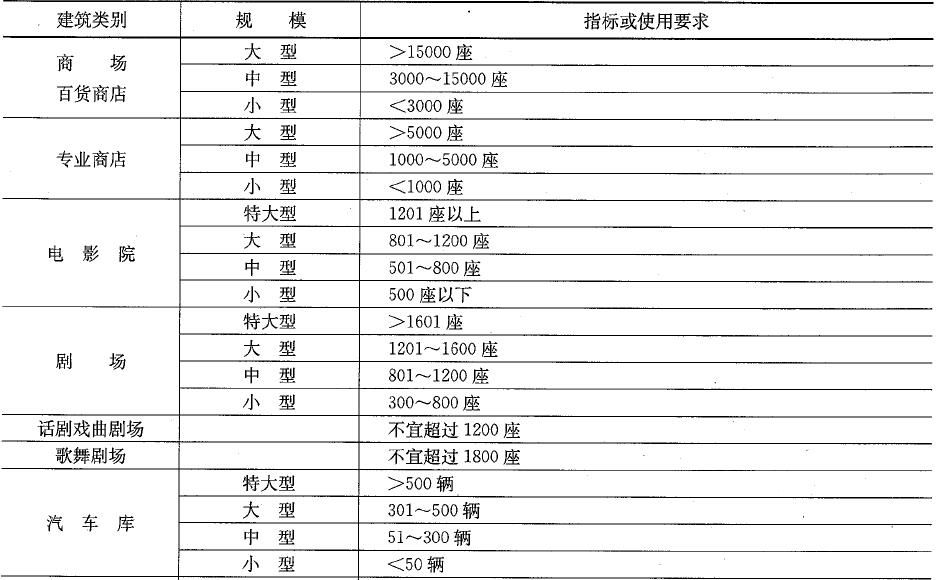 建筑类别 规 模 指标或使用要求
商 场
百货商店
大 型 >15000 座
中 型 3000～15000 座
小 型 <3000 座
专业商店
大 型 >5000 座
中 型 1000～5000 座
小 型 <1000 座
电 影 院
特大型 1201 座以上
大 型 801～1200 座
中 型 501～800 座
小 型 500 座以下
剧 场
特大型 >1601 座
大 型 1201～1600 座
中 型 801～1200 座
小 型 300～800 座
话剧戏曲剧场 不宜超过 1200 座
歌舞剧场 不宜超过 1800 座
汽 车 库
特大型 >500 辆
大 型 301～500 辆
中 型 51～300 辆
小 型 <50 辆